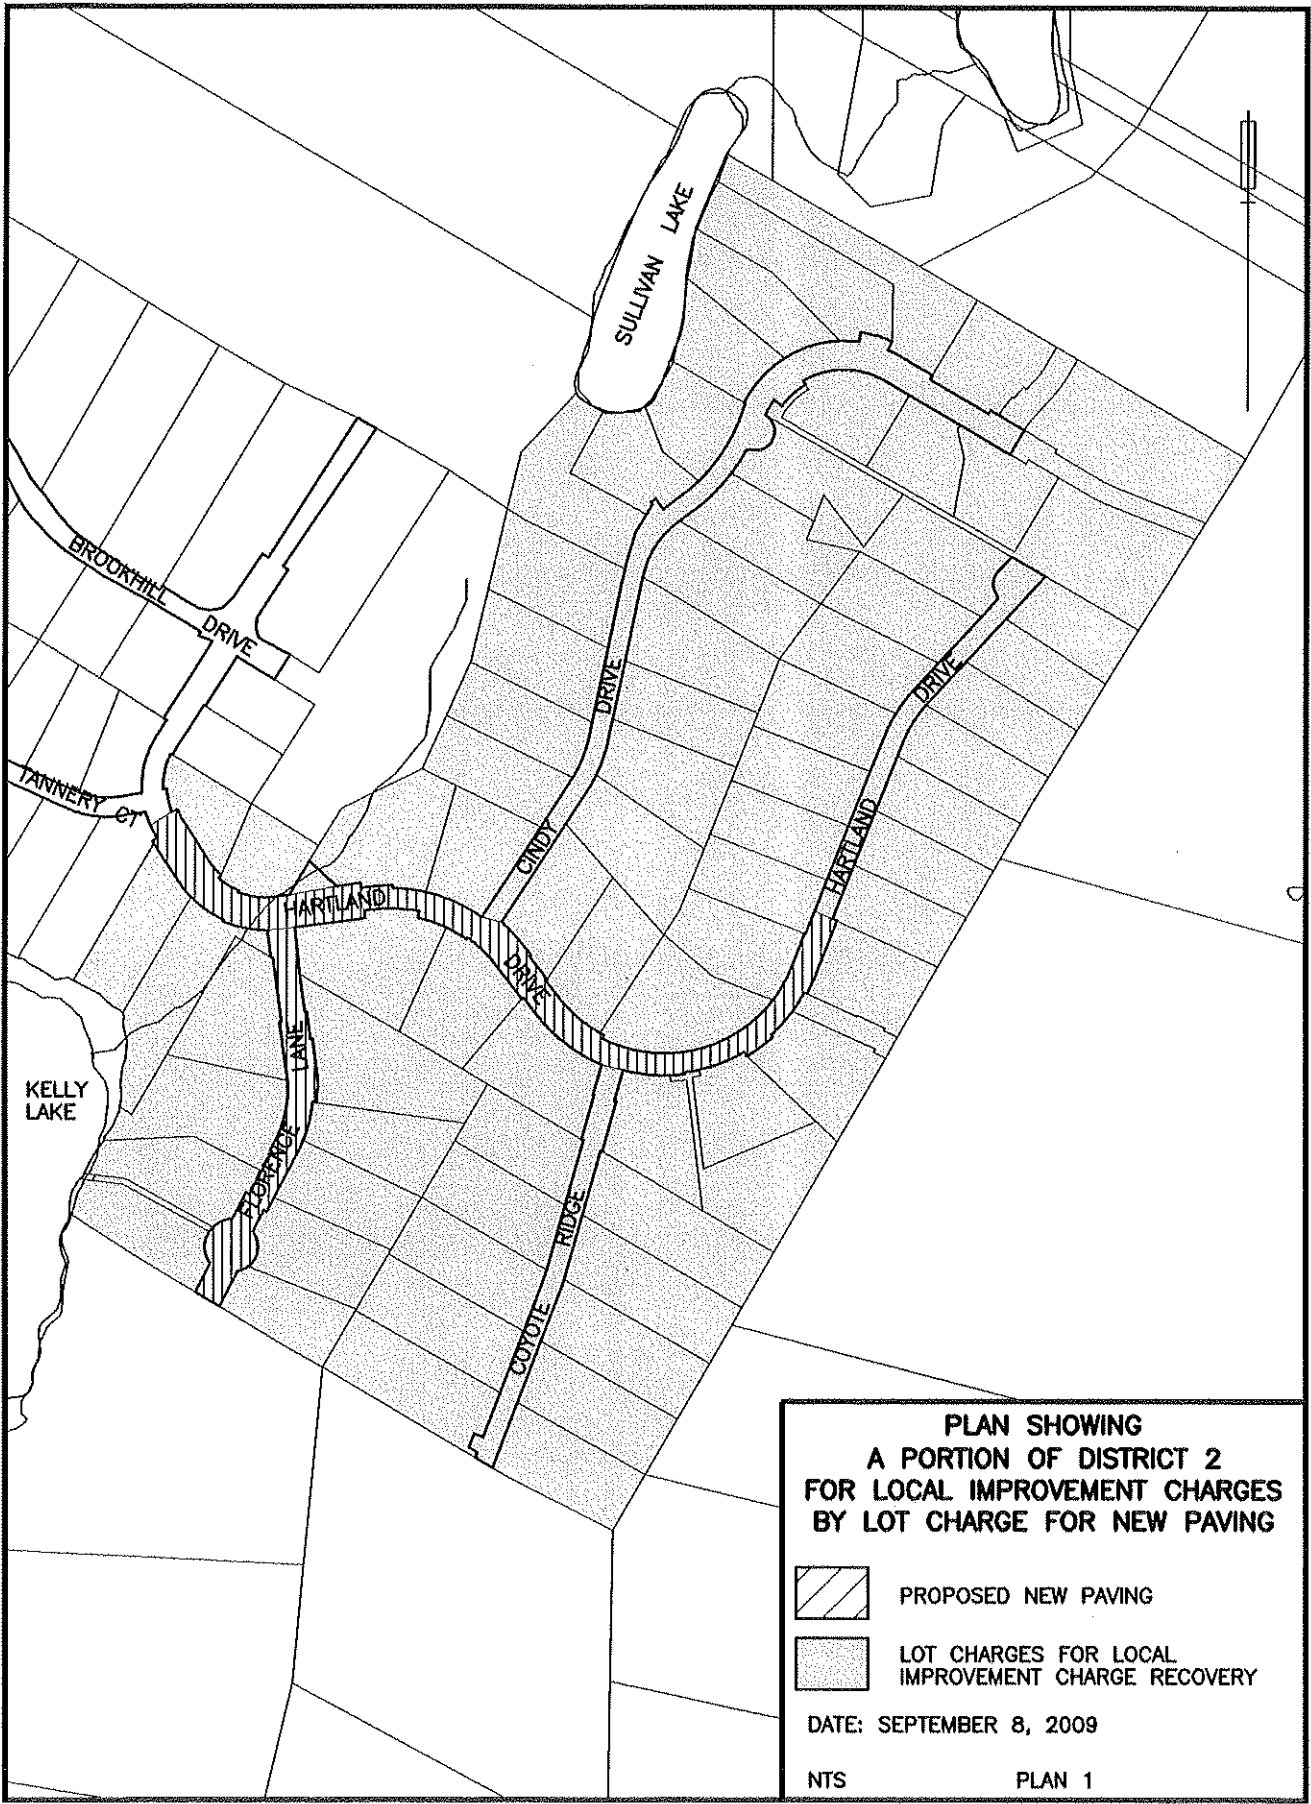 SULLIVAN LAKE
BROOKHILL
DRIVE
TANNERY CT
DRIVE
CINDY
DRIVE
HARTLAND
HARTLAND
DRIVE
LANE
FLORENCE
KELLY
LAKE
RIDGE
COYOTE
PLAN SHOWING
A PORTION OF DISTRICT 2
FOR LOCAL IMPROVEMENT CHARGES
BY LOT CHARGE FOR NEW PAVING
PROPOSED NEW PAVING
LOT CHARGES FOR LOCAL
IMPROVEMENT CHARGE RECOVERY
DATE: SEPTEMBER 8, 2009
NTS PLAN 1